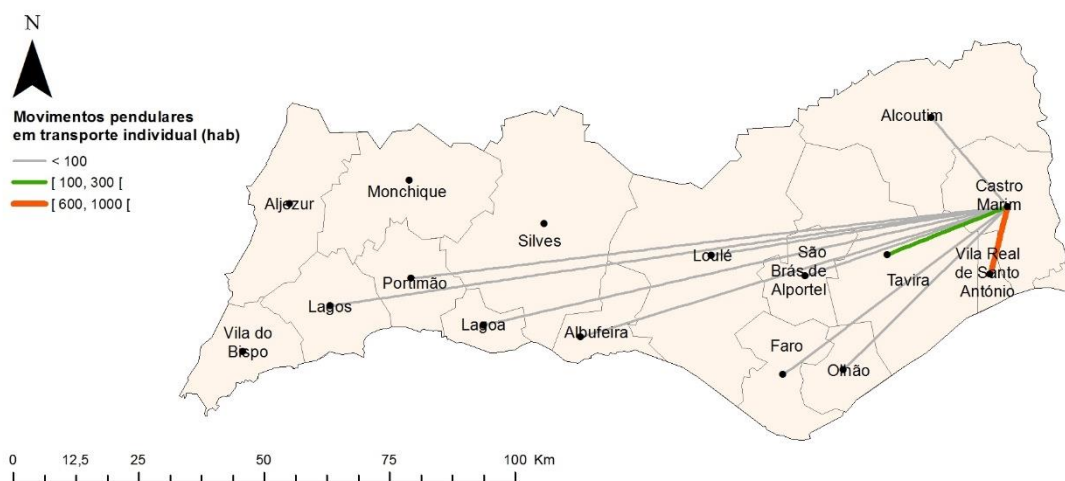 N
Movimentos pendulares
em transporte individual (hab)
< 100
[ 100, 300 [
[ 600, 1000 [
Alcoutim
Castro
Marim
Monchique
Aljezur
Silves
Loulé
São
Brás de
Alportel
Vila Real
de Santo
António
Tavira
Portimão
Lagos
Lagoa
Albufeira
Vila do
Bispo
Faro
Olhão
0 12,5 25 50 75 100 Km